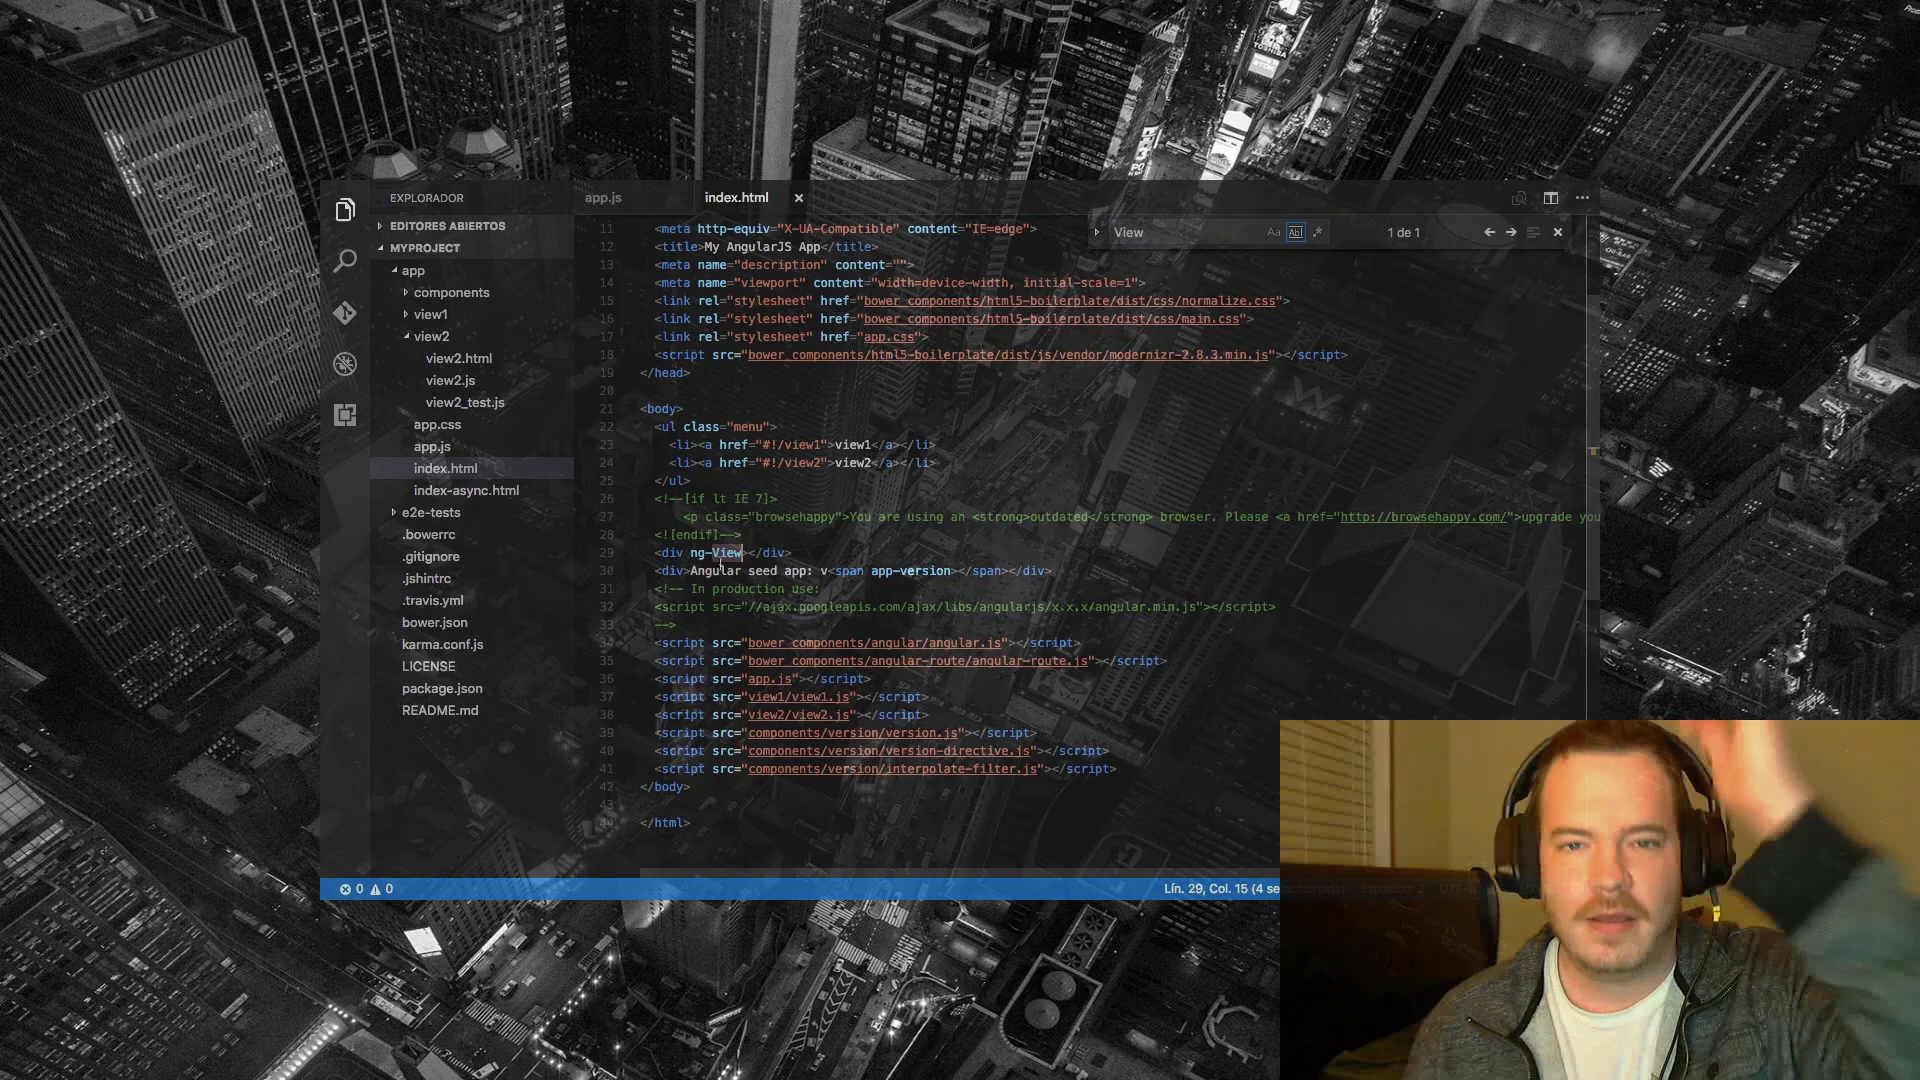 EXPLORADOR
EDITORES ABIERTOS
MYPROJECT
app
components
view1
view2
view2.html
view2.js
view2_test.js
app.css
app.js
index.html
index-async.html
e2e-tests
.bowerrc
.gitignore
.jshintrc
.travis.yml
bower.json
karma.conf.js
LICENSE
package.json
README.md
app.js
index.html
View
Aa Abl .*
1 de 1
11 <meta http-equiv="X-UA-Compatible" content="IE=edge">
12 <title>My AngularJS App</title>
13 <meta name="description" content="">
14 <meta name="viewport" content="width=device-width, initial-scale=1">
15 <link rel="stylesheet" href="bower_components/html5-boilerplate/dist/css/normalize.css">
16 <link rel="stylesheet" href="bower_components/html5-boilerplate/dist/css/main.css">
17 <link rel="stylesheet" href="app.css">
18 <script src="bower_components/html5-boilerplate/dist/js/vendor/modernizr-2.8.3.min.js"></script>
19 </head>
20
21 <body>
22 <ul class="menu">
23 <li><a href="#!/view1">view1</a></li>
24 <li><a href="#!/view2">view2</a></li>
25 </ul>
26 <!--[if lt IE 7]>
27 <p class="browsehappy">You are using an <strong>outdated</strong> browser. Please <a href="http://browsehappy.com/">upgrade you
28 <![endif]-->
29 <div ng-View></div>
30 <div>Angular seed app: v<span app-version></span></div>
31 <!-- In production use:
32 <script src="//ajax.googleapis.com/ajax/libs/angularjs/x.x.x/angular.min.js"></script>
33 -->
34 <script src="bower_components/angular/angular.js"></script>
35 <script src="bower_components/angular-route/angular-route.js"></script>
36 <script src="app.js"></script>
37 <script src="view1/view1.js"></script>
38 <script src="view2/view2.js"></script>
39 <script src="components/version/version.js"></script>
40 <script src="components/version/version-directive.js"></script>
41 <script src="components/version/interpolate-filter.js"></script>
42 </body>
43
44 </html>
0 0
Lín. 29, Col. 15 (4 se
TOSHIBA